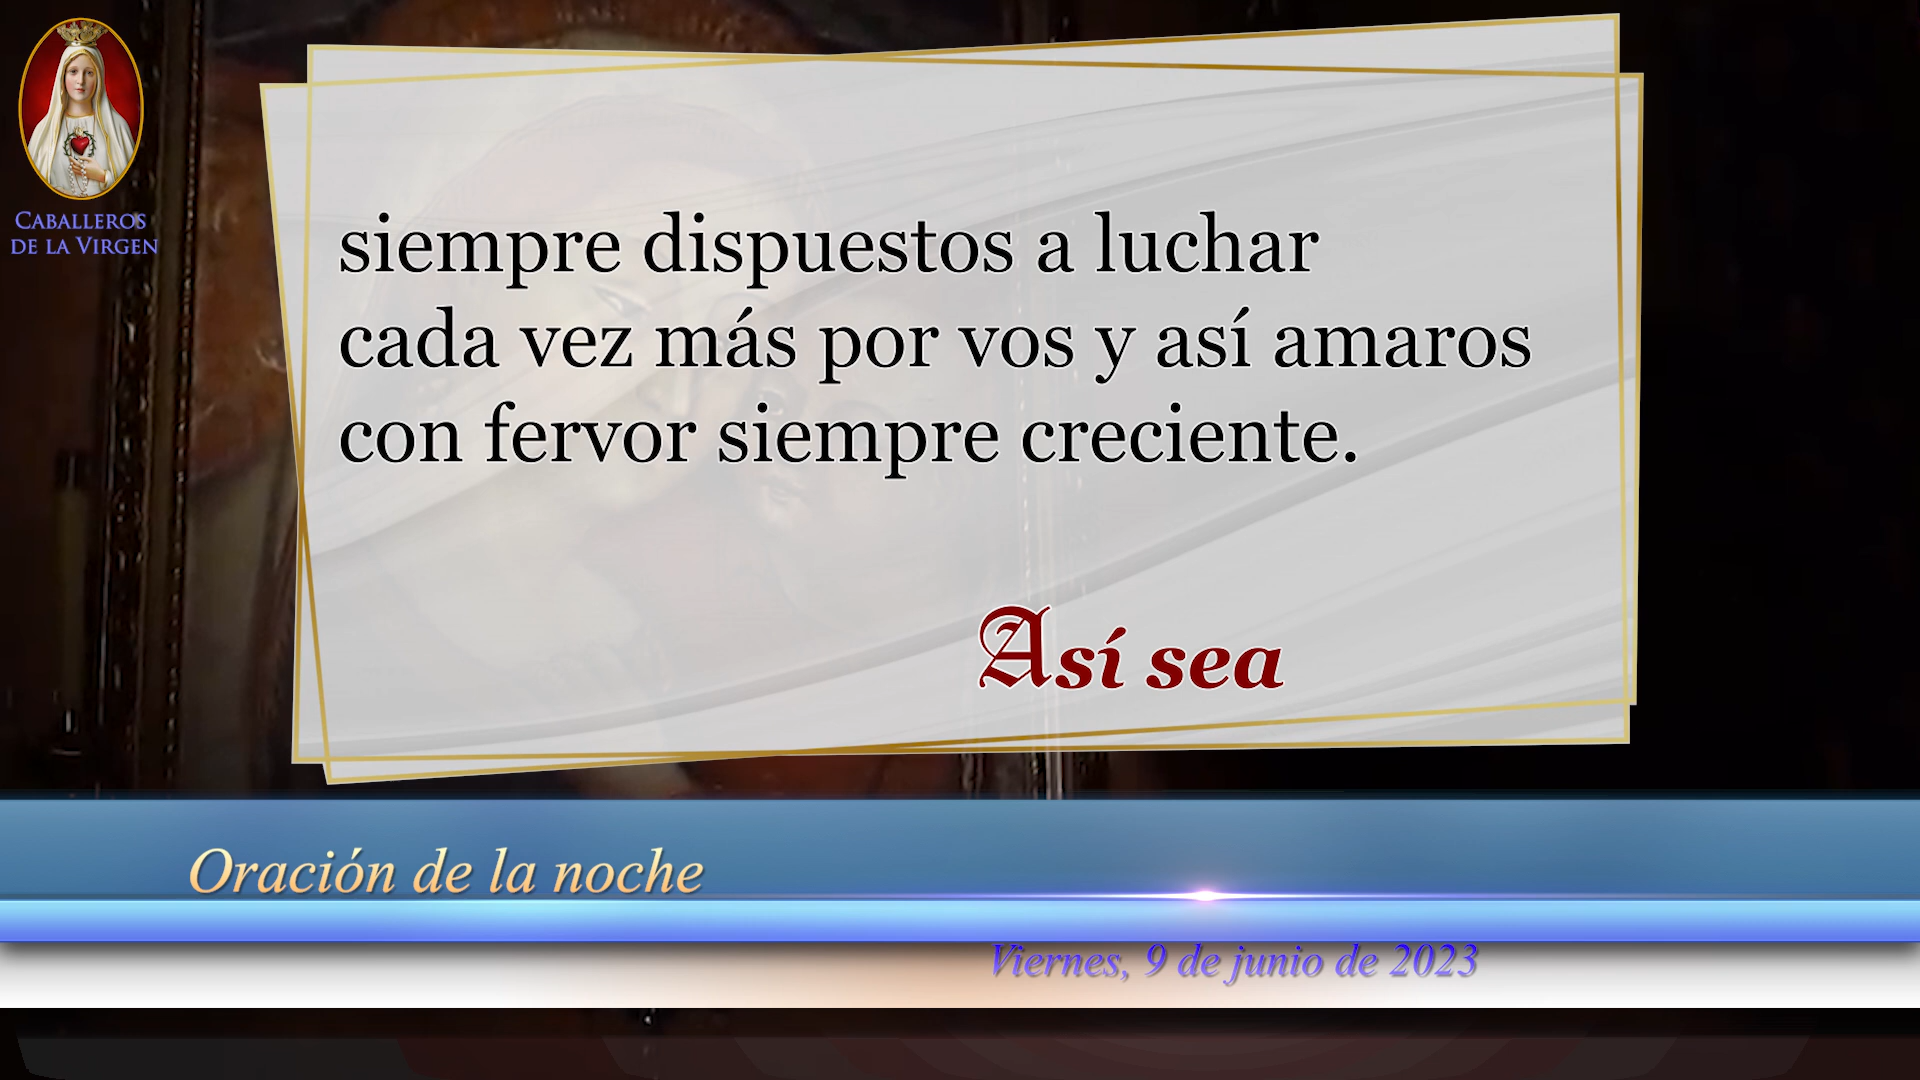 CABALLEROS
DE LA VIRGEN
siempre dispuestos a luchar
cada vez más por vos y así amaros
con fervor siempre creciente.
Así sea
Oración de la noche
Viernes, 9 de junio de 2023